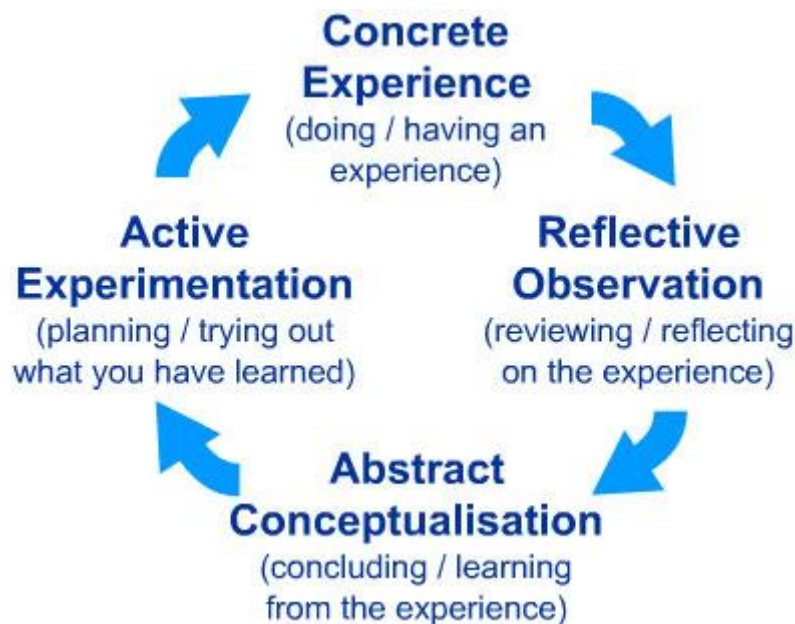 Concrete
Experience
(doing / having an
experience)
Reflective
Observation
(reviewing / reflecting
on the experience)
Abstract
Conceptualisation
(concluding / learning
from the experience)
Active
Experimentation
(planning / trying out
what you have learned)